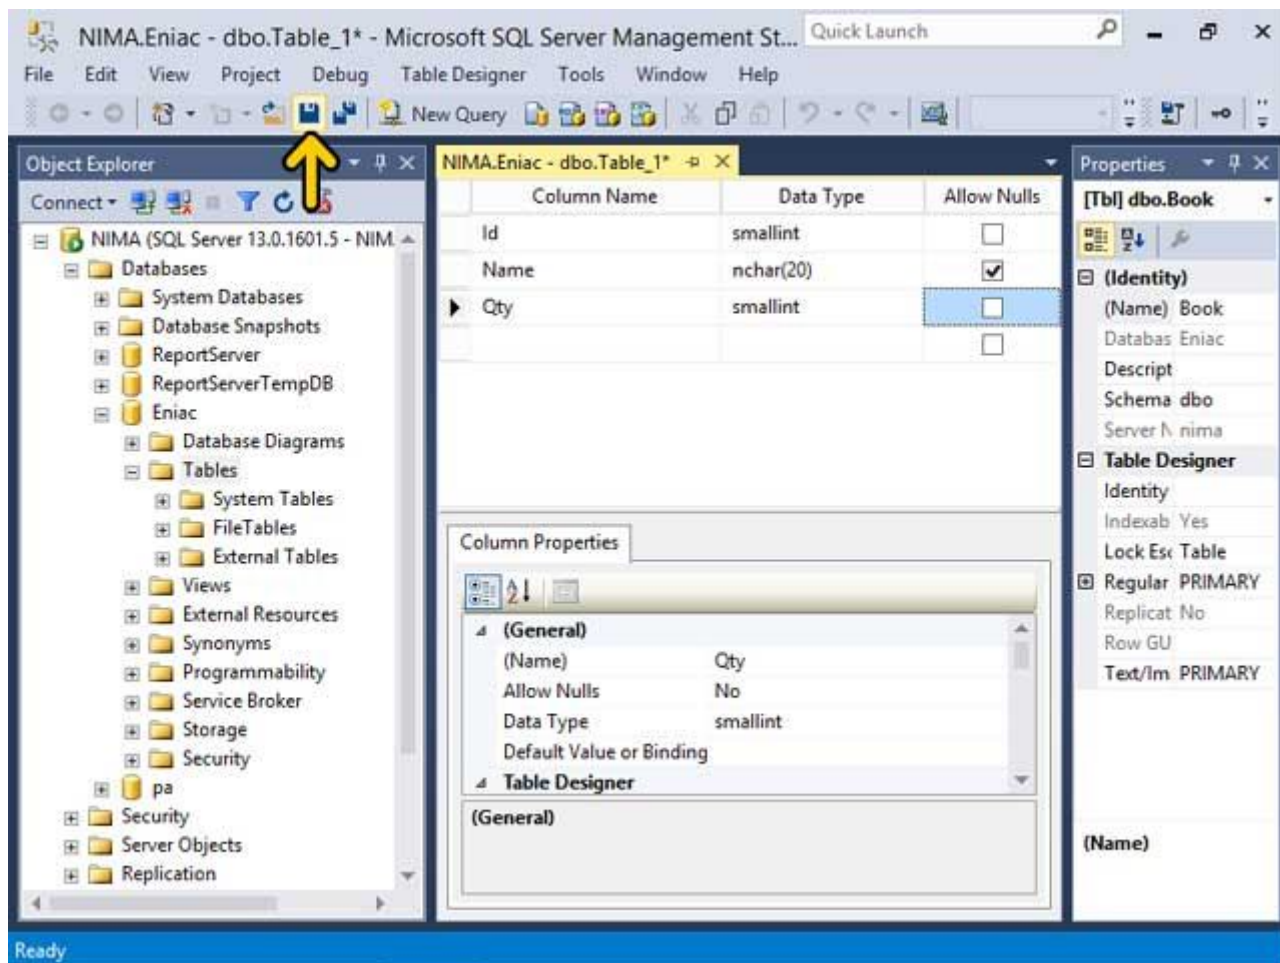 NIMA.Eniac - dbo.Table_1* - Microsoft SQL Server Management St...
Quick Launch
File Edit View Project Debug Table Designer Tools Window Help
New Query
Object Explorer
Connect
NIMA (SQL Server 13.0.1601.5 - NIM
Databases
System Databases
Database Snapshots
ReportServer
ReportServerTempDB
Eniac
Database Diagrams
Tables
System Tables
FileTables
External Tables
Views
External Resources
Synonyms
Programmability
Service Broker
Storage
Security
pa
Security
Server Objects
Replication
NIMA.Eniac - dbo.Table_1*
Column Name Data Type Allow Nulls
Id smallint
Name nchar(20)
Qty smallint
Column Properties
(General)
(Name) Qty
Allow Nulls No
Data Type smallint
Default Value or Binding
Table Designer
(General)
Properties
[Tbl] dbo.Book
(Identity)
(Name) Book
Databas Eniac
Descript
Schema dbo
Server N nima
Table Designer
Identity
Indexab Yes
Lock Esc Table
Regular PRIMARY
Replicat No
Row GU
Text/Im PRIMARY
(Name)
Ready